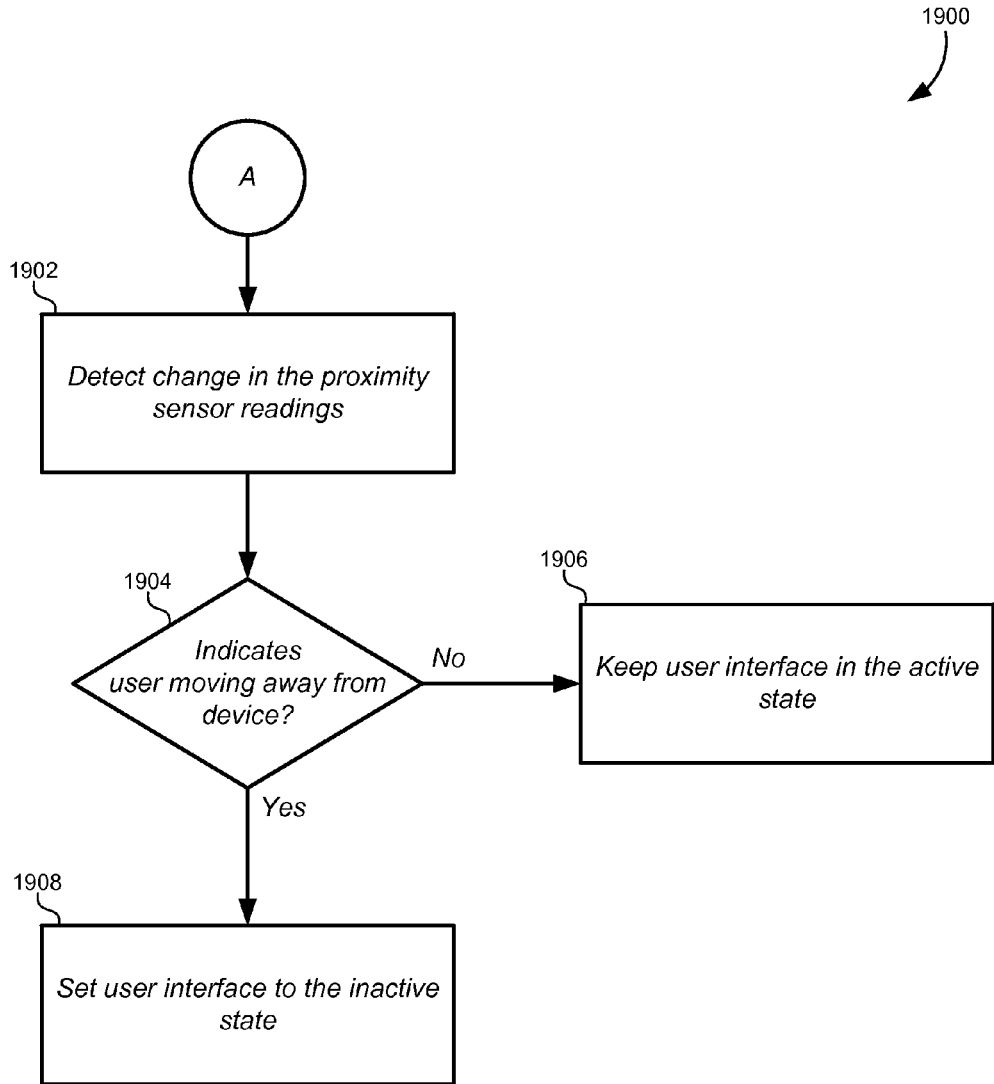 1900
A
1902
Detect change in the proximity
sensor readings
1904
Indicates
user moving away from
device?
No
1906
Keep user interface in the active
state
Yes
1908
Set user interface to the inactive
state